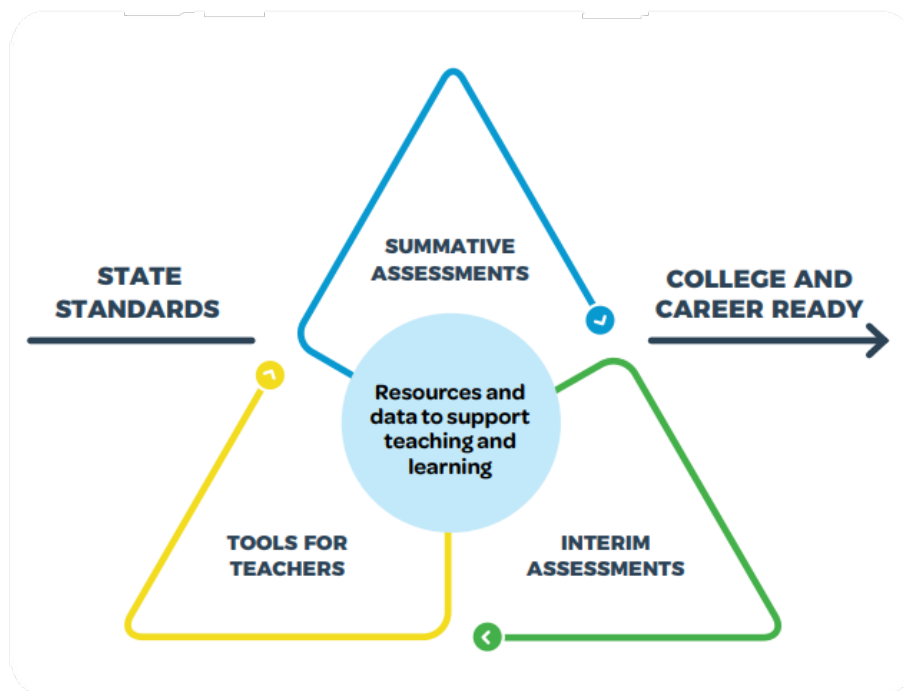 SUMMATIVE
ASSESSMENTS
STATE
STANDARDS
COLLEGE AND
CAREER READY
Resources and
data to support
teaching and
learning
TOOLS FOR
TEACHERS
INTERIM
ASSESSMENTS